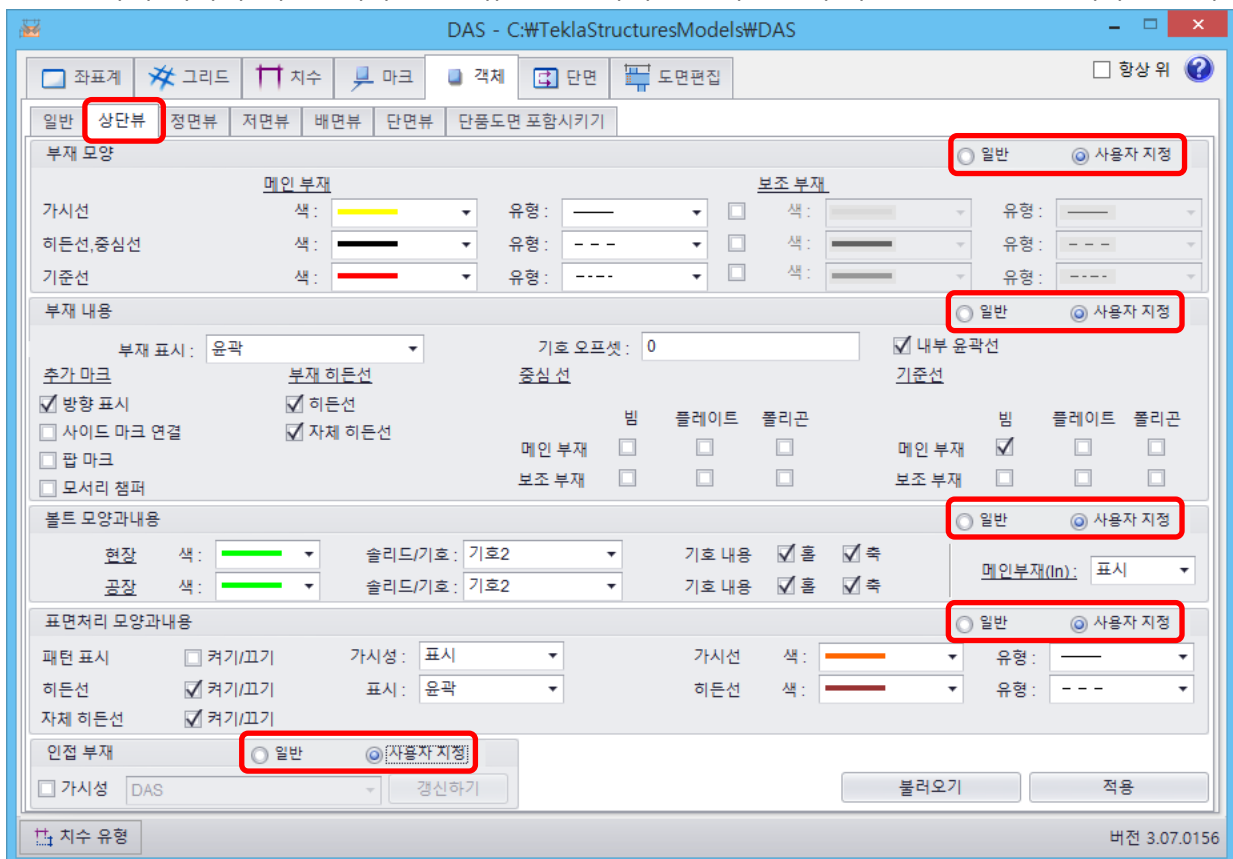 DAS - C:₩TeklaStructuresModels₩DAS
좌표계 그리드 치수 마크 객체 단면 도면편집 항상 위
일반 상단뷰 정면뷰 저면뷰 배면뷰 단면뷰 단품도면 포함시키기
부재 모양 일반 사용자 지정
메인 부재 보조 부재
가시선 색 : 유형 : 색 : 유형 :
히든선,중심선 색 : 유형 : 색 : 유형 :
기준선 색 : 유형 : 색 : 유형 :
부재 내용 일반 사용자 지정
부재 표시 : 윤곽 기호 오프셋 : 0 내부 윤곽선
추가 마크 부재 히든선 중심 선 기준선
방향 표시 히든선 빔 플레이트 폴리곤 빔 플레이트 폴리곤
사이드 마크 연결 자체 히든선 메인 부재 메인 부재
팝 마크
모서리 챔퍼 보조 부재 보조 부재
볼트 모양과내용 일반 사용자 지정
현장 색 : 솔리드/기호 : 기호2 기호 내용 홀 축 메인부재(In) : 표시
공장 색 : 솔리드/기호 : 기호2 기호 내용 홀 축
표면처리 모양과내용 일반 사용자 지정
패턴 표시 켜기/끄기 가시성 : 표시 가시선 색 : 유형 :
히든선 켜기/끄기 표시 : 윤곽 히든선 색 : 유형 :
자체 히든선 켜기/끄기
인접 부재 일반 사용자 지정
가시성 DAS 갱신하기 불러오기 적용
치수 유형 버전 3.07.0156